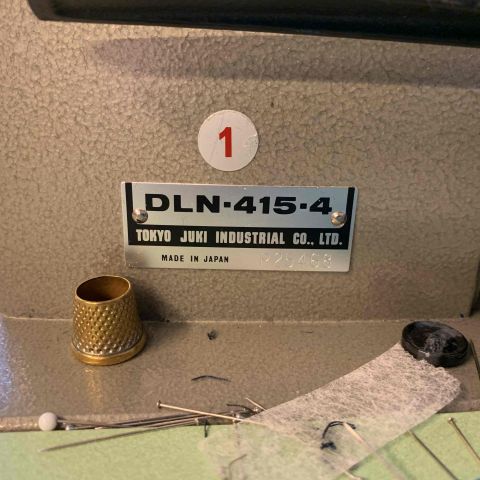 1
DLN·415·4
TOKYO JUKI INDUSTRIAL CO., LTD.
MADE IN JAPAN